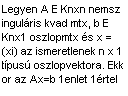 Legyen A E Knxn nemsz
inguláris kvad mtx, b E
Knx1 oszlopmtx és x =
(xi) az ismeretlenek n x 1
típusú oszlopvektora. Ekk
or az Ax=b 1enlet 1értel